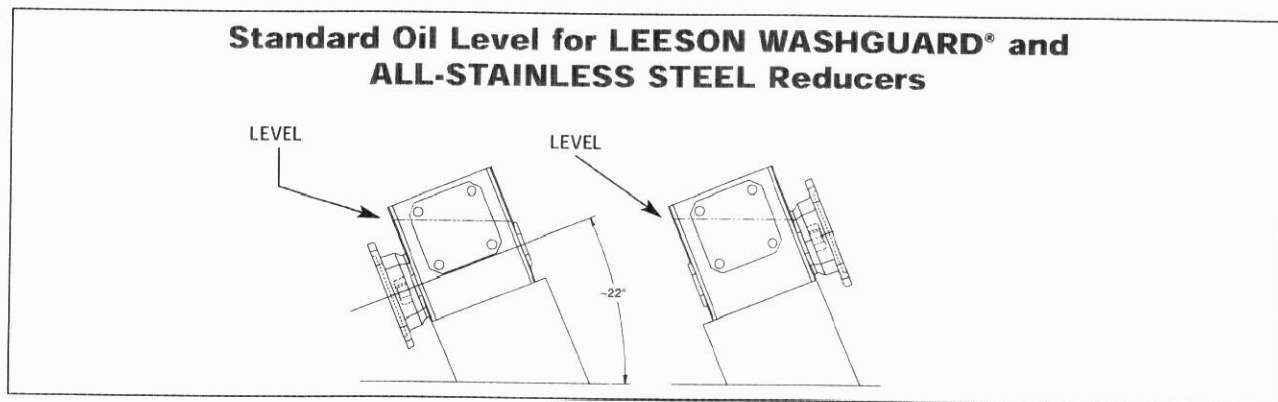 Standard Oil Level for LEESON WASHGUARD® and
ALL-STAINLESS STEEL Reducers
LEVEL
LEVEL
~22°